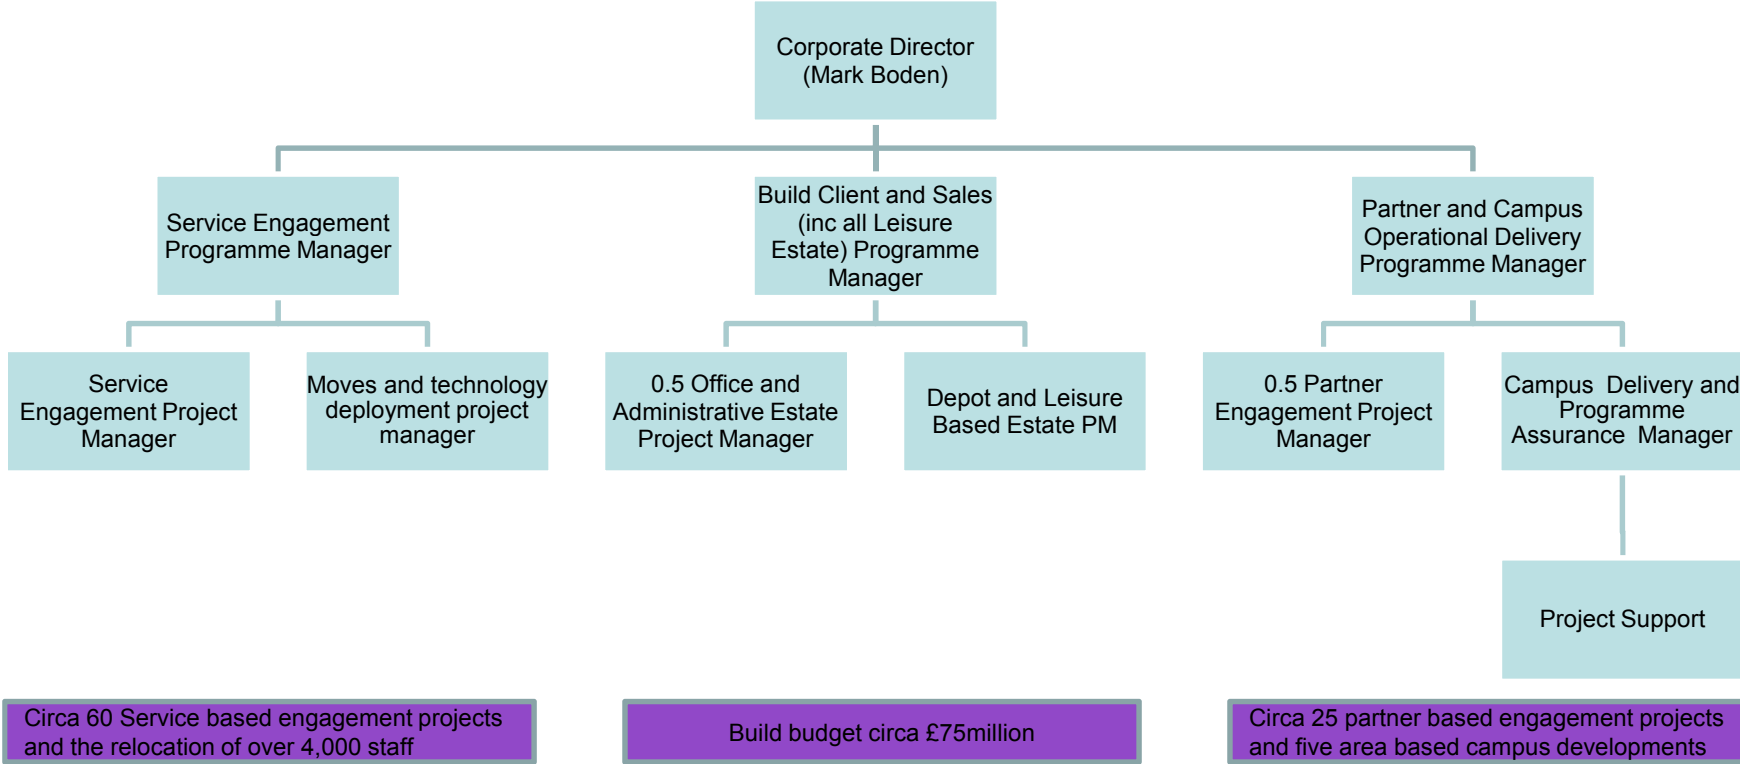 Corporate Director
(Mark Boden)
Service Engagement
Programme Manager
Build Client and Sales
(inc all Leisure
Estate) Programme
Manager
Partner and Campus
Operational Delivery
Programme Manager
Service
Engagement Project
Manager
Moves and technology
deployment project
manager
0.5 Office and
Administrative Estate
Project Manager
Depot and Leisure
Based Estate PM
0.5 Partner
Engagement Project
Manager
Campus Delivery and
Programme
Assurance Manager
Project Support
Circa 60 Service based engagement projects
and the relocation of over 4,000 staff
Build budget circa £75million
Circa 25 partner based engagement projects
and five area based campus developments